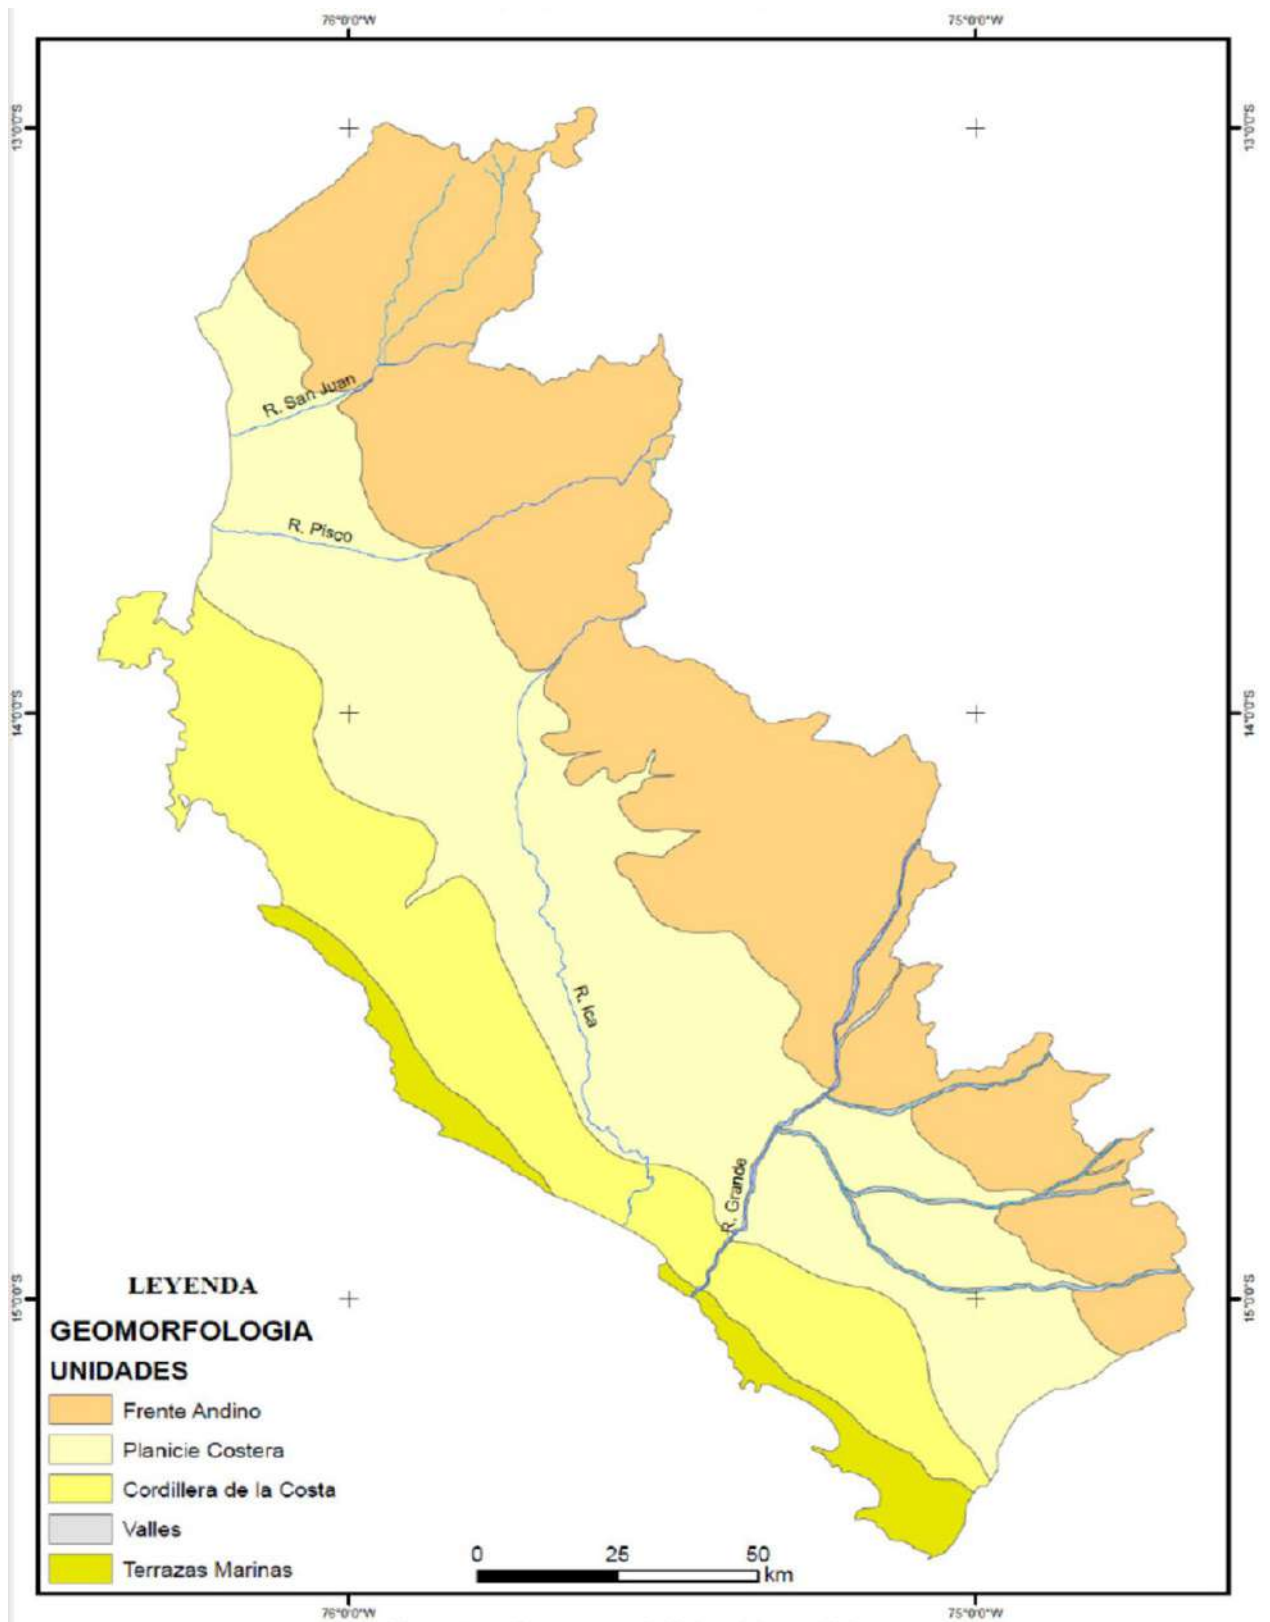 76°0'0"W
75°0'0"W
13°0'0"S
13°0'0"S
R. San Juan
R. Pisco
14°0'0"S
14°0'0"S
R. Ica
R. Grande
15°0'0"S
15°0'0"S
LEYENDA
GEOMORFOLOGIA
UNIDADES
Frente Andino
Planicie Costera
Cordillera de la Costa
Valles
Terrazas Marinas
0 25 50
km
76°0'0"W
75°0'0"W